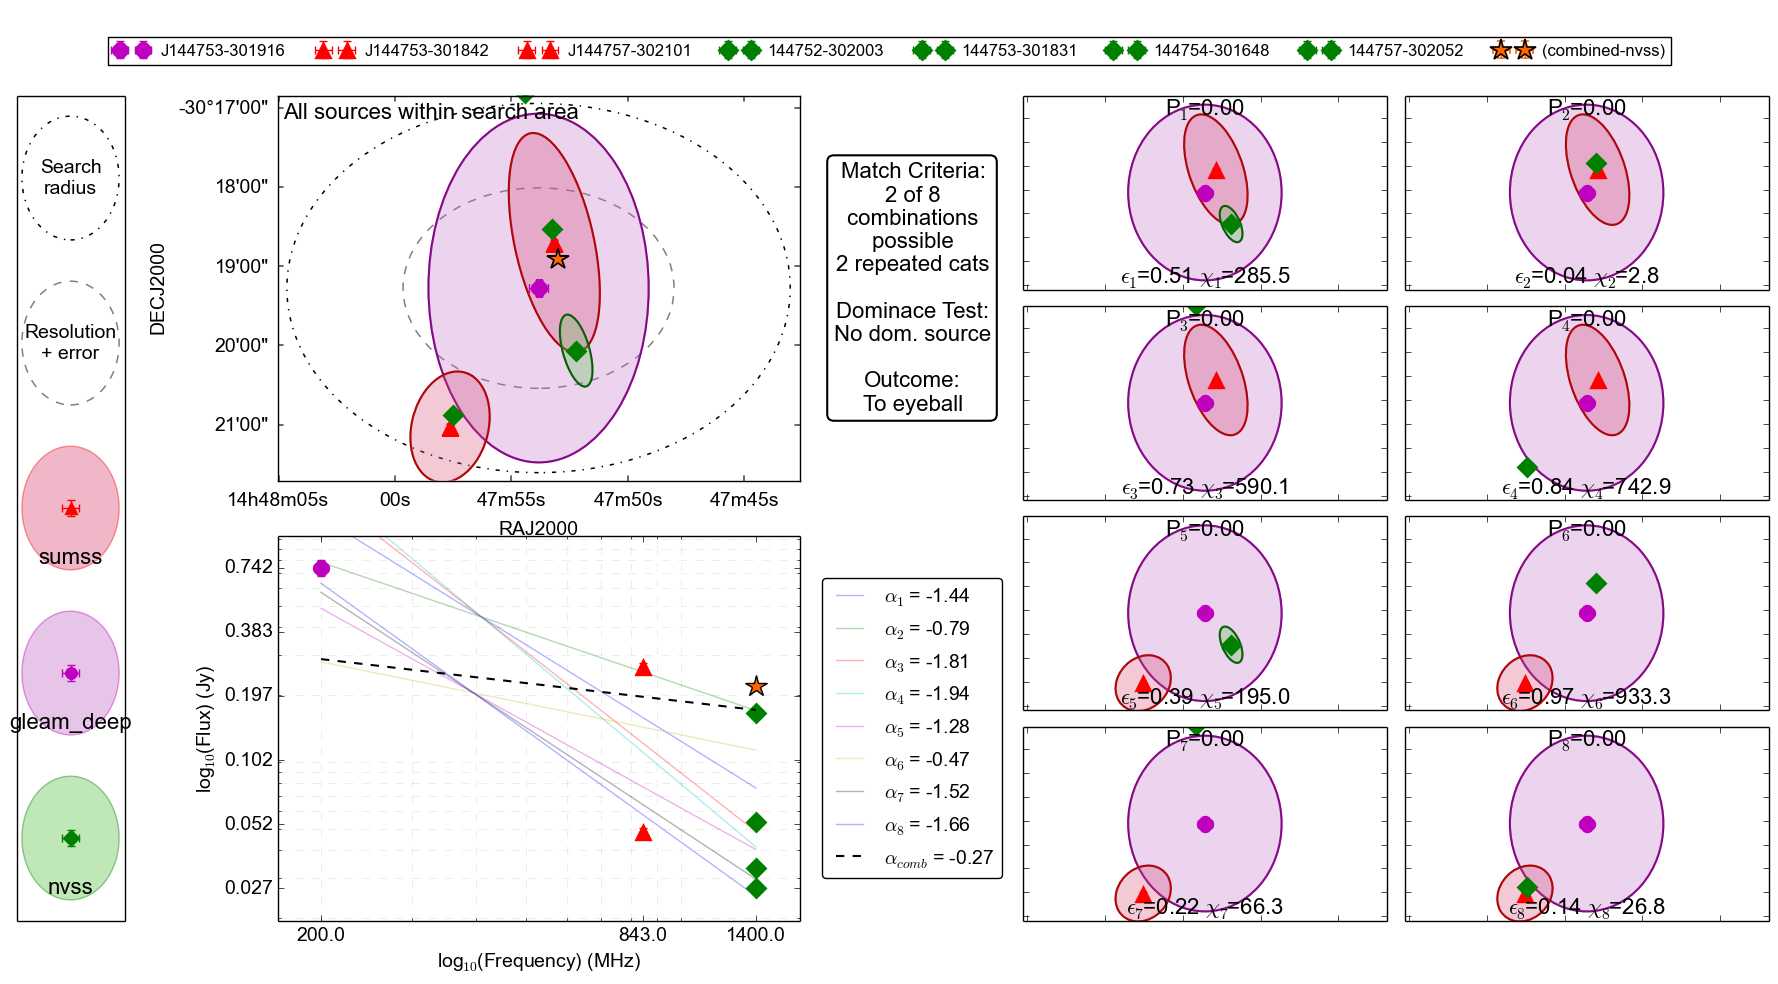 J144753-301916 J144753-301842 J144757-302101 144752-302003 144753-301831 144754-301648 144757-302052 (combined-nvss)
Search
radius
Resolution
+ error
sumss
gleam_deep
nvss
All sources within search area
DECJ2000
-30°17'00"
18'00"
19'00"
20'00"
21'00"
14h48m05s 00s 47m55s 47m50s 47m45s
RAJ2000
Match Criteria:
2 of 8
combinations
possible
2 repeated cats
Dominace Test:
No dom. source
Outcome:
To eyeball
log₁₀(Flux) (Jy)
0.742
0.383
0.197
0.102
0.052
0.027
200.0 843.0 1400.0
log₁₀(Frequency) (MHz)
α₁ = -1.44
α₂ = -0.79
α₃ = -1.81
α₄ = -1.94
α₅ = -1.28
α₆ = -0.47
α₇ = -1.52
α₈ = -1.66
α_comb = -0.27
P₁=0.00
ϵ₁=0.51 χ₁=285.5
P₂=0.00
ϵ₂=0.04 χ₂=2.8
P₃=0.00
ϵ₃=0.73 χ₃=590.1
P₄=0.00
ϵ₄=0.84 χ₄=742.9
P₅=0.00
ϵ₅=0.39 χ₅=195.0
P₆=0.00
ϵ₆=0.97 χ₆=933.3
P₇=0.00
ϵ₇=0.22 χ₇=66.3
P₈=0.00
ϵ₈=0.14 χ₈=26.8